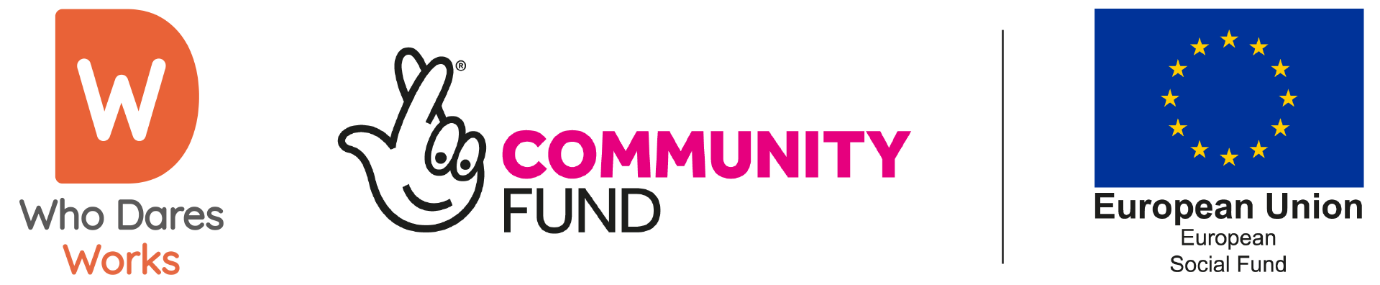 W
Who Dares
Works
®
COMMUNITY
FUND
European Union
European
Social Fund